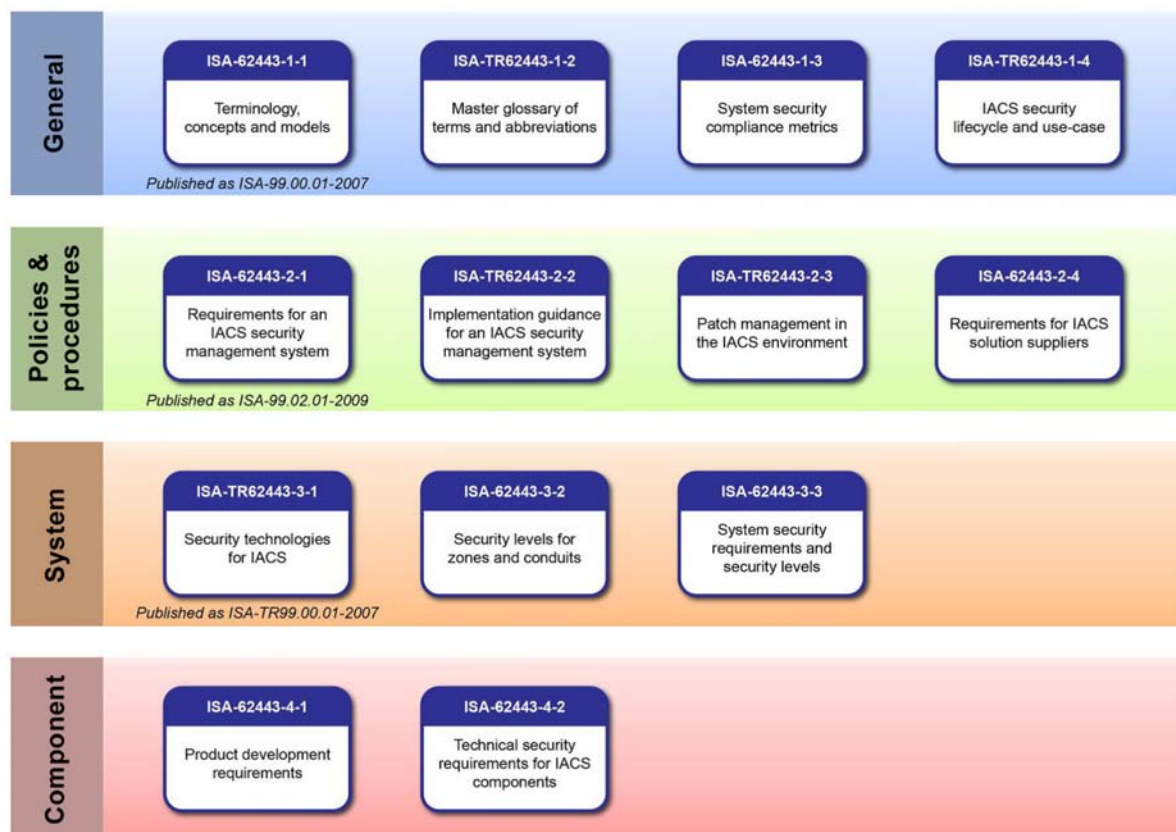 General
ISA-62443-1-1
Terminology,
concepts and models
Published as ISA-99.00.01-2007
ISA-TR62443-1-2
Master glossary of
terms and abbreviations
ISA-62443-1-3
System security
compliance metrics
ISA-TR62443-1-4
IACS security
lifecycle and use-case
Policies &
procedures
ISA-62443-2-1
Requirements for an
IACS security
management system
Published as ISA-99.02.01-2009
ISA-TR62443-2-2
Implementation guidance
for an IACS security
management system
ISA-TR62443-2-3
Patch management in
the IACS environment
ISA-62443-2-4
Requirements for IACS
solution suppliers
System
ISA-TR62443-3-1
Security technologies
for IACS
Published as ISA-TR99.00.01-2007
ISA-62443-3-2
Security levels for
zones and conduits
ISA-62443-3-3
System security
requirements and
security levels
Component
ISA-62443-4-1
Product development
requirements
ISA-62443-4-2
Technical security
requirements for IACS
components